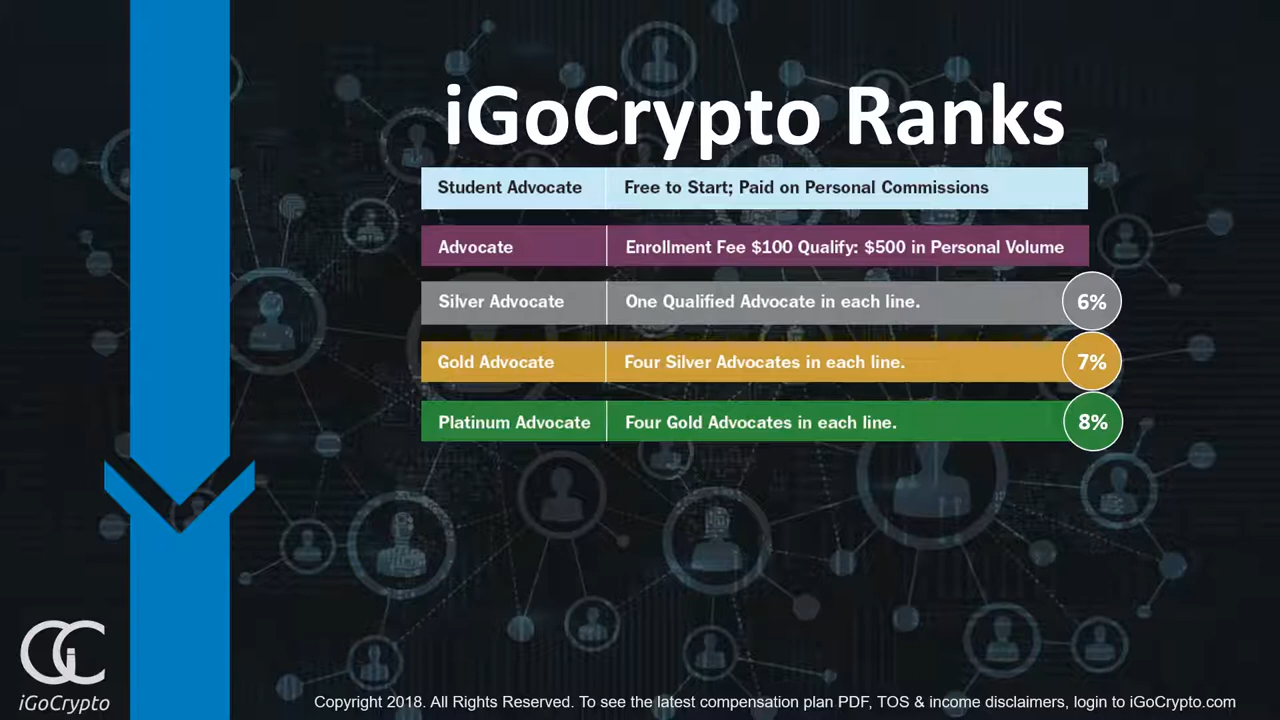 iGoCrypto Ranks
Student Advocate Free to Start; Paid on Personal Commissions
Advocate Enrollment Fee $100 Qualify: $500 in Personal Volume
Silver Advocate One Qualified Advocate in each line. 6%
Gold Advocate Four Silver Advocates in each line. 7%
Platinum Advocate Four Gold Advocates in each line. 8%
GiC
iGoCrypto
Copyright 2018. All Rights Reserved. To see the latest compensation plan PDF, TOS & income disclaimers, login to iGoCrypto.com